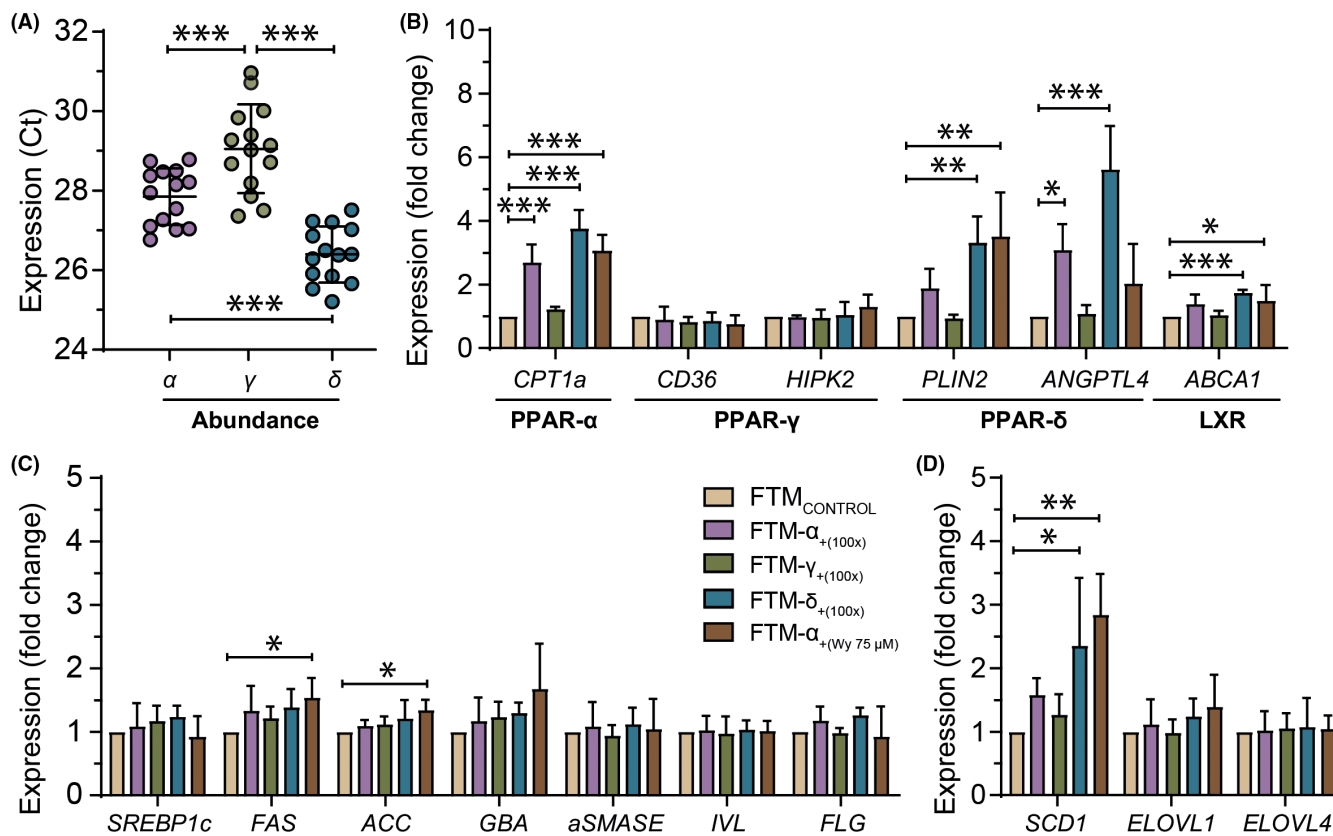 (A)
Expression (Ct)
32
30
28
26
24
*** ***
***
α γ δ
Abundance
(B)
Expression (fold change)
10
8
6
4
2
0
***
***
***
**
**
***
*
*
***
CPT1a CD36 HIPK2 PLIN2 ANGPTL4 ABCA1
PPAR-α PPAR-γ PPAR-δ LXR
(C)
Expression (fold change)
5
4
3
2
1
0
*
*
SREBP1c FAS ACC GBA aSMASE IVL FLG
FTMCONTROL
FTM-α+(100x)
FTM-γ+(100x)
FTM-δ+(100x)
FTM-α+(Wy 75 μM)
(D)
Expression (fold change)
5
4
3
2
1
0
**
*
SCD1 ELOVL1 ELOVL4